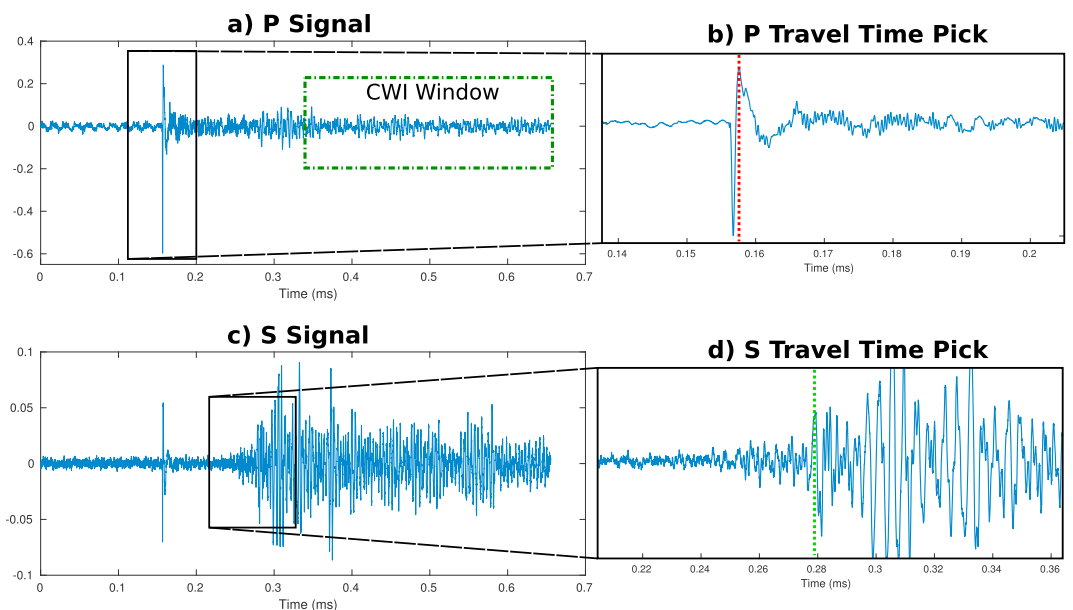 a) P Signal
0.4
0.2
0
-0.2
-0.4
-0.6
CWI Window
0 0.1 0.2 0.3 0.4 0.5 0.6 0.7
Time (ms)
b) P Travel Time Pick
0.14 0.15 0.16 0.17 0.18 0.19 0.2
Time (ms)
c) S Signal
0.1
0.05
0
-0.05
-0.1
0 0.1 0.2 0.3 0.4 0.5 0.6 0.7
Time (ms)
d) S Travel Time Pick
0.22 0.24 0.26 0.28 0.3 0.32 0.34 0.36
Time (ms)